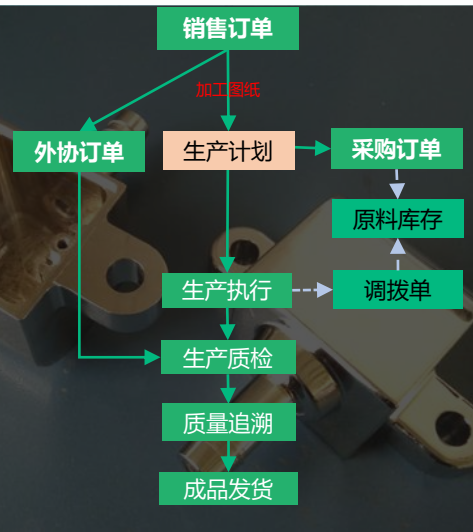 销售订单
加工图纸
外协订单
生产计划
采购订单
原料库存
生产执行
调拨单
生产质检
质量追溯
成品发货